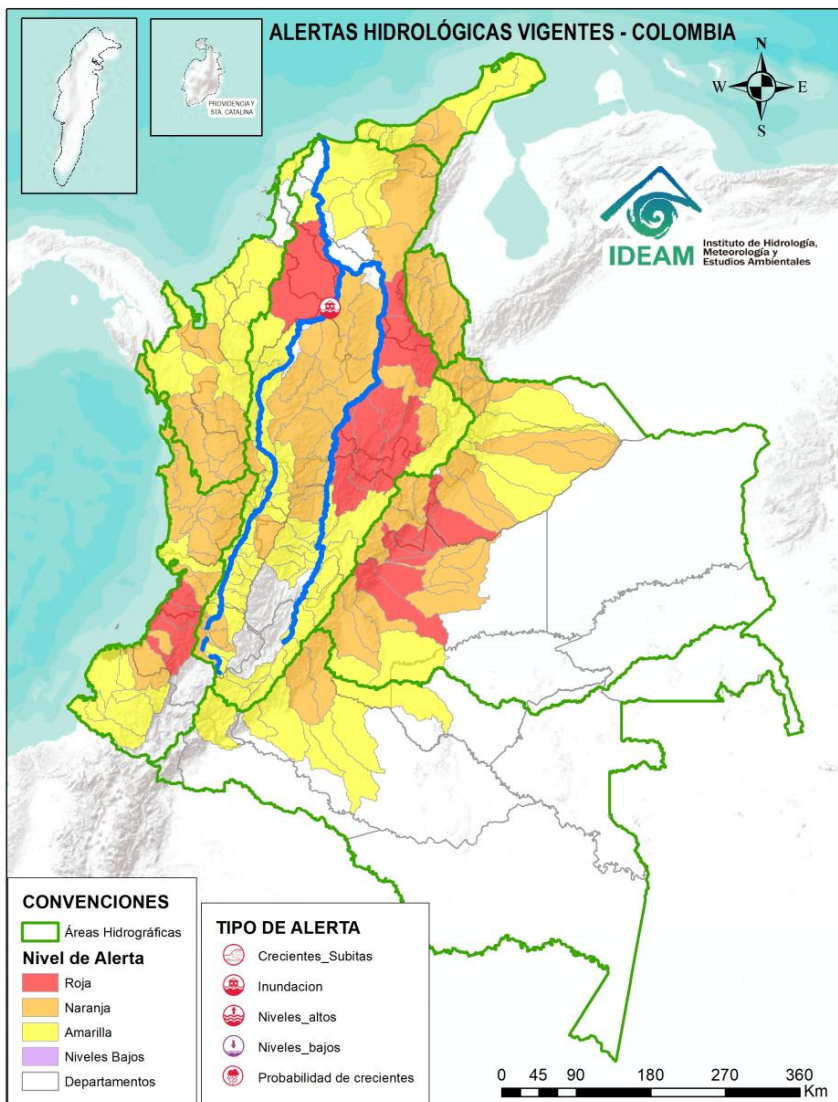 ALERTAS HIDROLÓGICAS VIGENTES - COLOMBIA
PROVIDENCIA Y
STA. CATALINA
N
W
E
S
IDEAM
Instituto de Hidrología,
Meteorología y
Estudios Ambientales
CONVENCIONES
Áreas Hidrográficas
Nivel de Alerta
Roja
Naranja
Amarilla
Niveles Bajos
Departamentos
TIPO DE ALERTA
Crecientes_Subitas
Inundacion
Niveles_altos
Niveles_bajos
Probabilidad de crecientes
0 45 90 180 270 360
Km